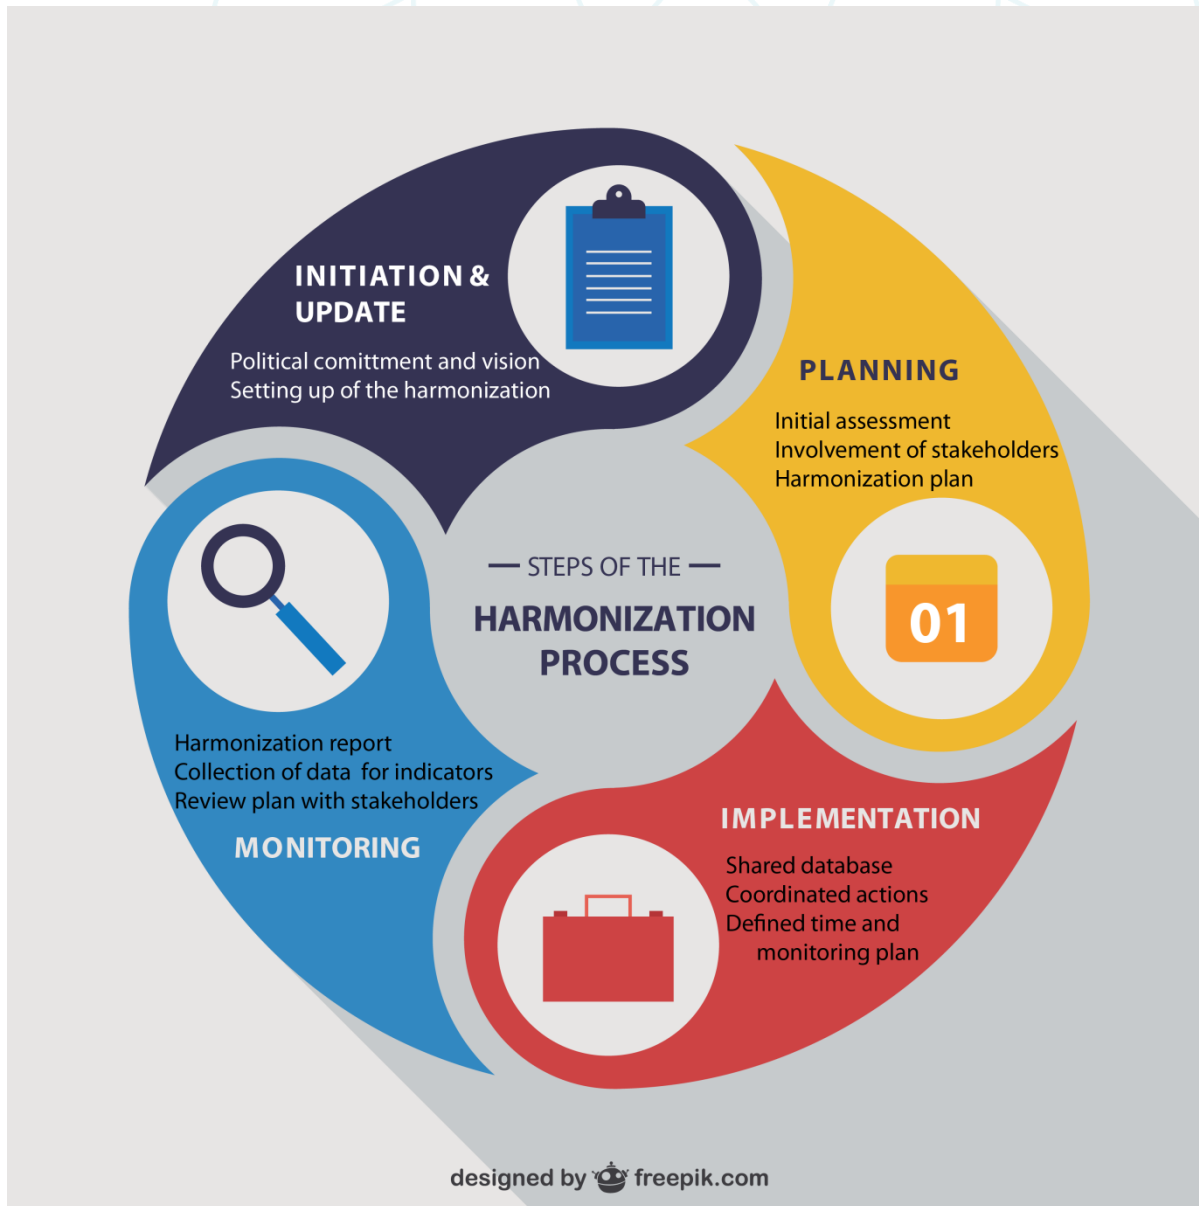 INITIATION &
UPDATE
Political comittment and vision
Setting up of the harmonization
PLANNING
Initial assessment
Involvement of stakeholders
Harmonization plan
01
STEPS OF THE
HARMONIZATION
PROCESS
IMPLEMENTATION
Shared database
Coordinated actions
Defined time and
monitoring plan
Harmonization report
Collection of data for indicators
Review plan with stakeholders
MONITORING
designed by freepik.com